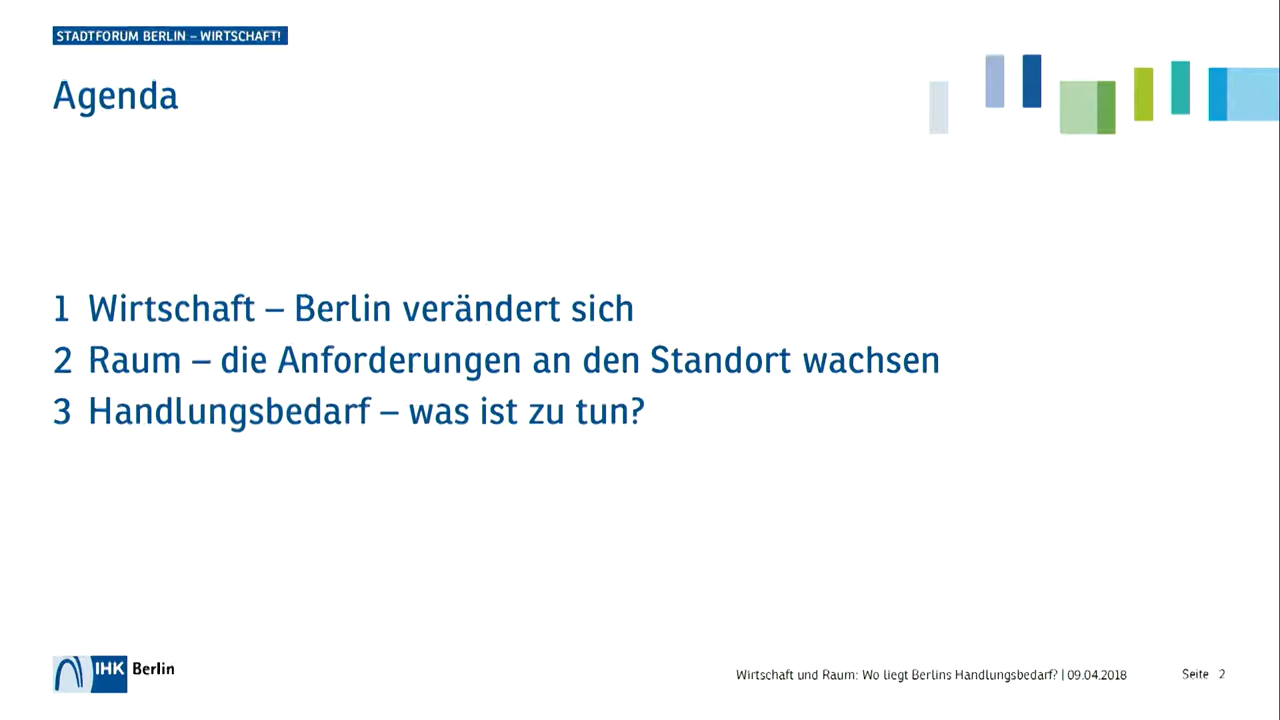 STADTFORUM BERLIN – WIRTSCHAFT!
Agenda
1 Wirtschaft – Berlin verändert sich
2 Raum – die Anforderungen an den Standort wachsen
3 Handlungsbedarf – was ist zu tun?
IHK Berlin
Wirtschaft und Raum: Wo liegt Berlins Handlungsbedarf? | 09.04.2018 Seite 2